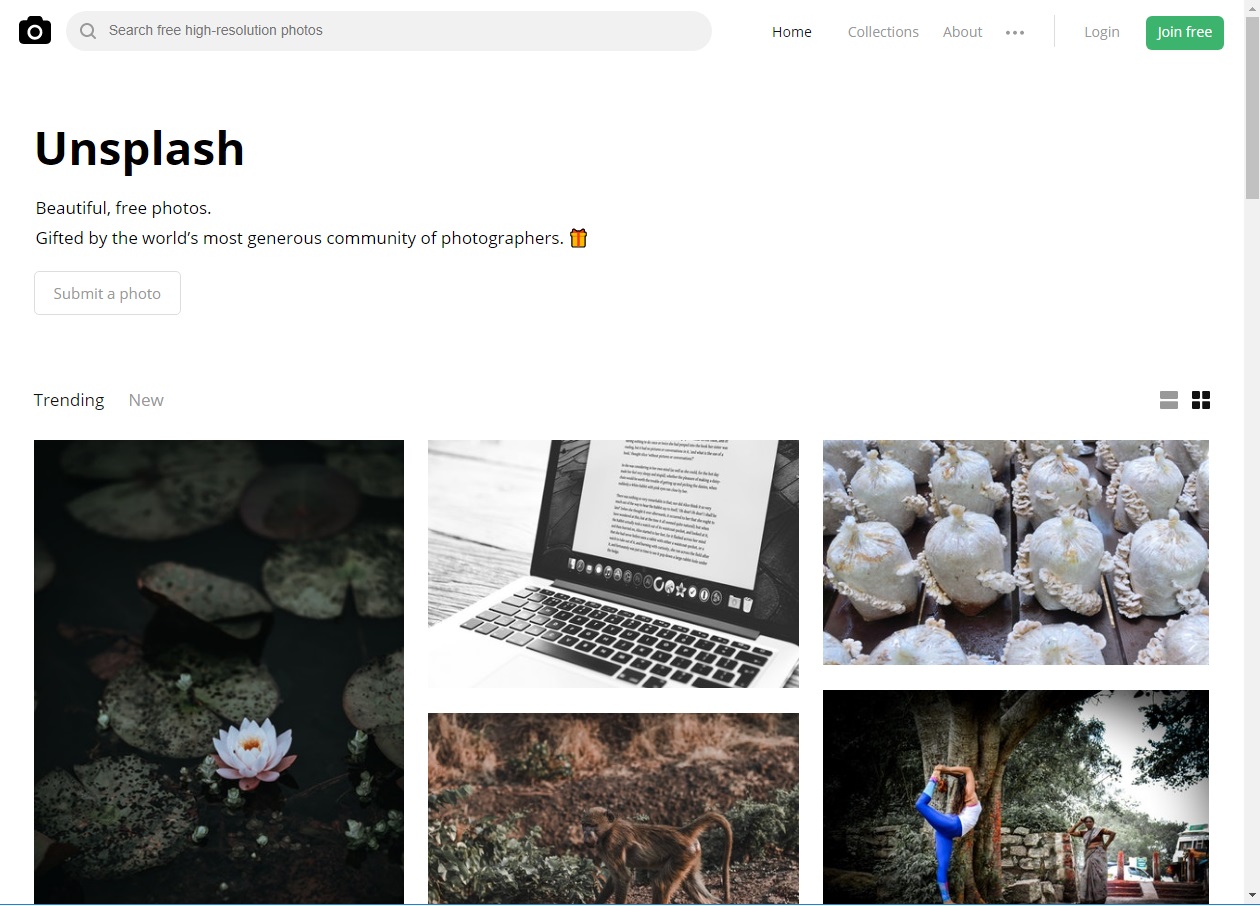 Search free high-resolution photos
Home
Collections
About
Login
Join free
Unsplash
Beautiful, free photos.
Gifted by the world’s most generous community of photographers.
Submit a photo
Trending
New